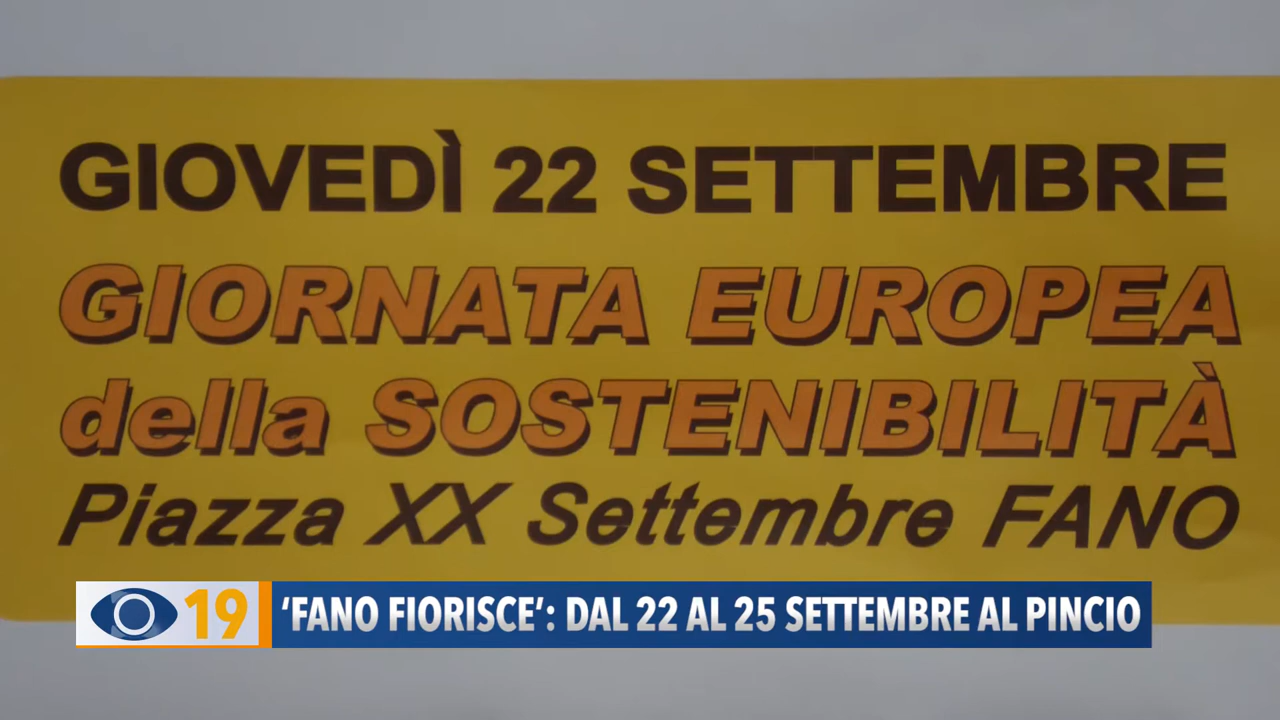 GIOVEDÌ 22 SETTEMBRE
GIORNATA EUROPEA
della SOSTENIBILITÀ
Piazza XX Settembre FANO
19 ‘FANO FIORISCE’: DAL 22 AL 25 SETTEMBRE AL PINCIO